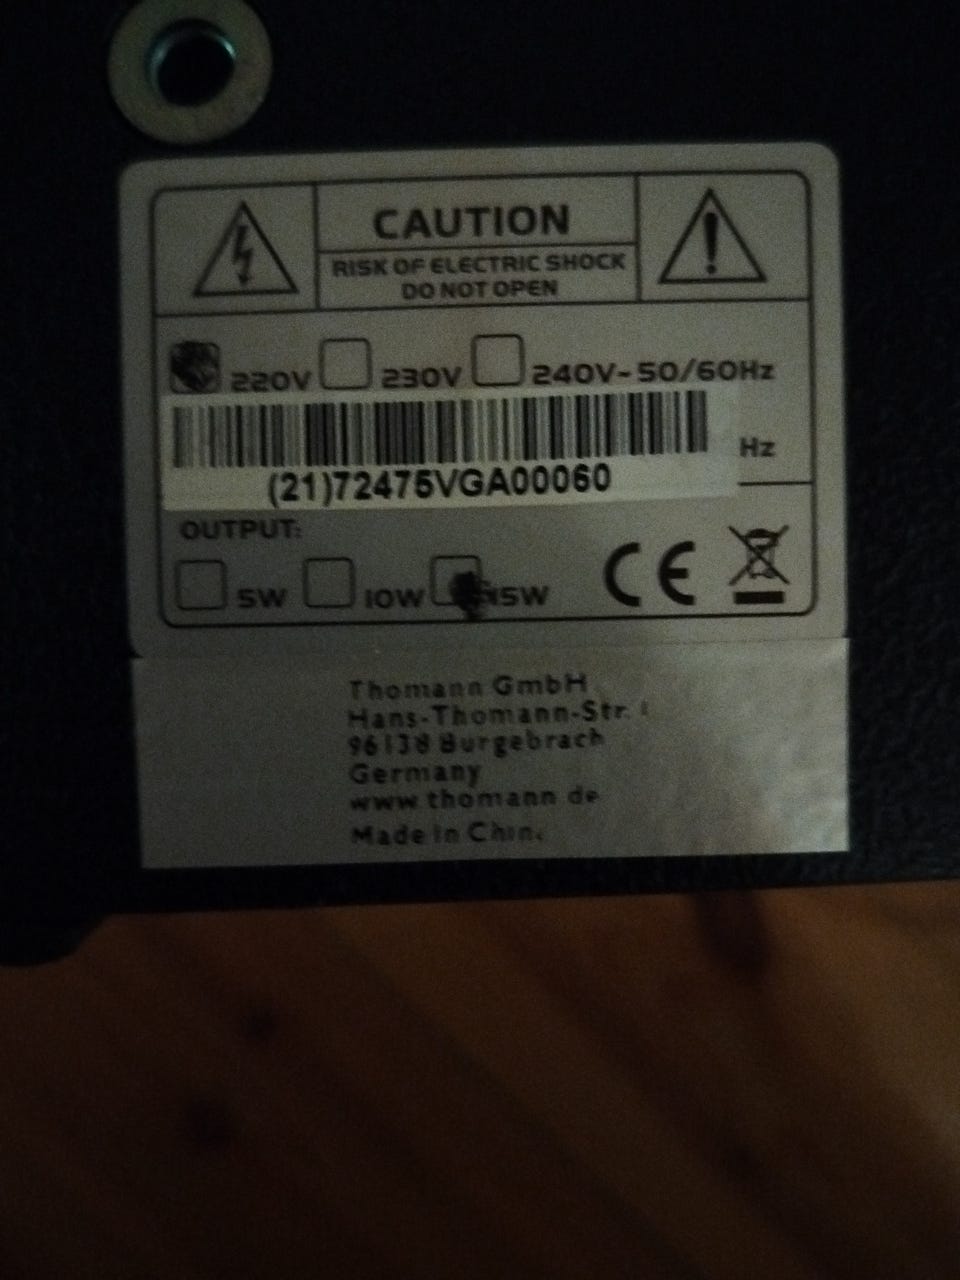 CAUTION
RISK OF ELECTRIC SHOCK
DO NOT OPEN
220V 230V 240V~50/60Hz
Hz
(21)72475VGA00060
OUTPUT:
5W 10W 15W
CE
Thomann GmbH
Hans-Thomann-Str. 1
96138 Burgebrach
Germany
www thomann de
Made in